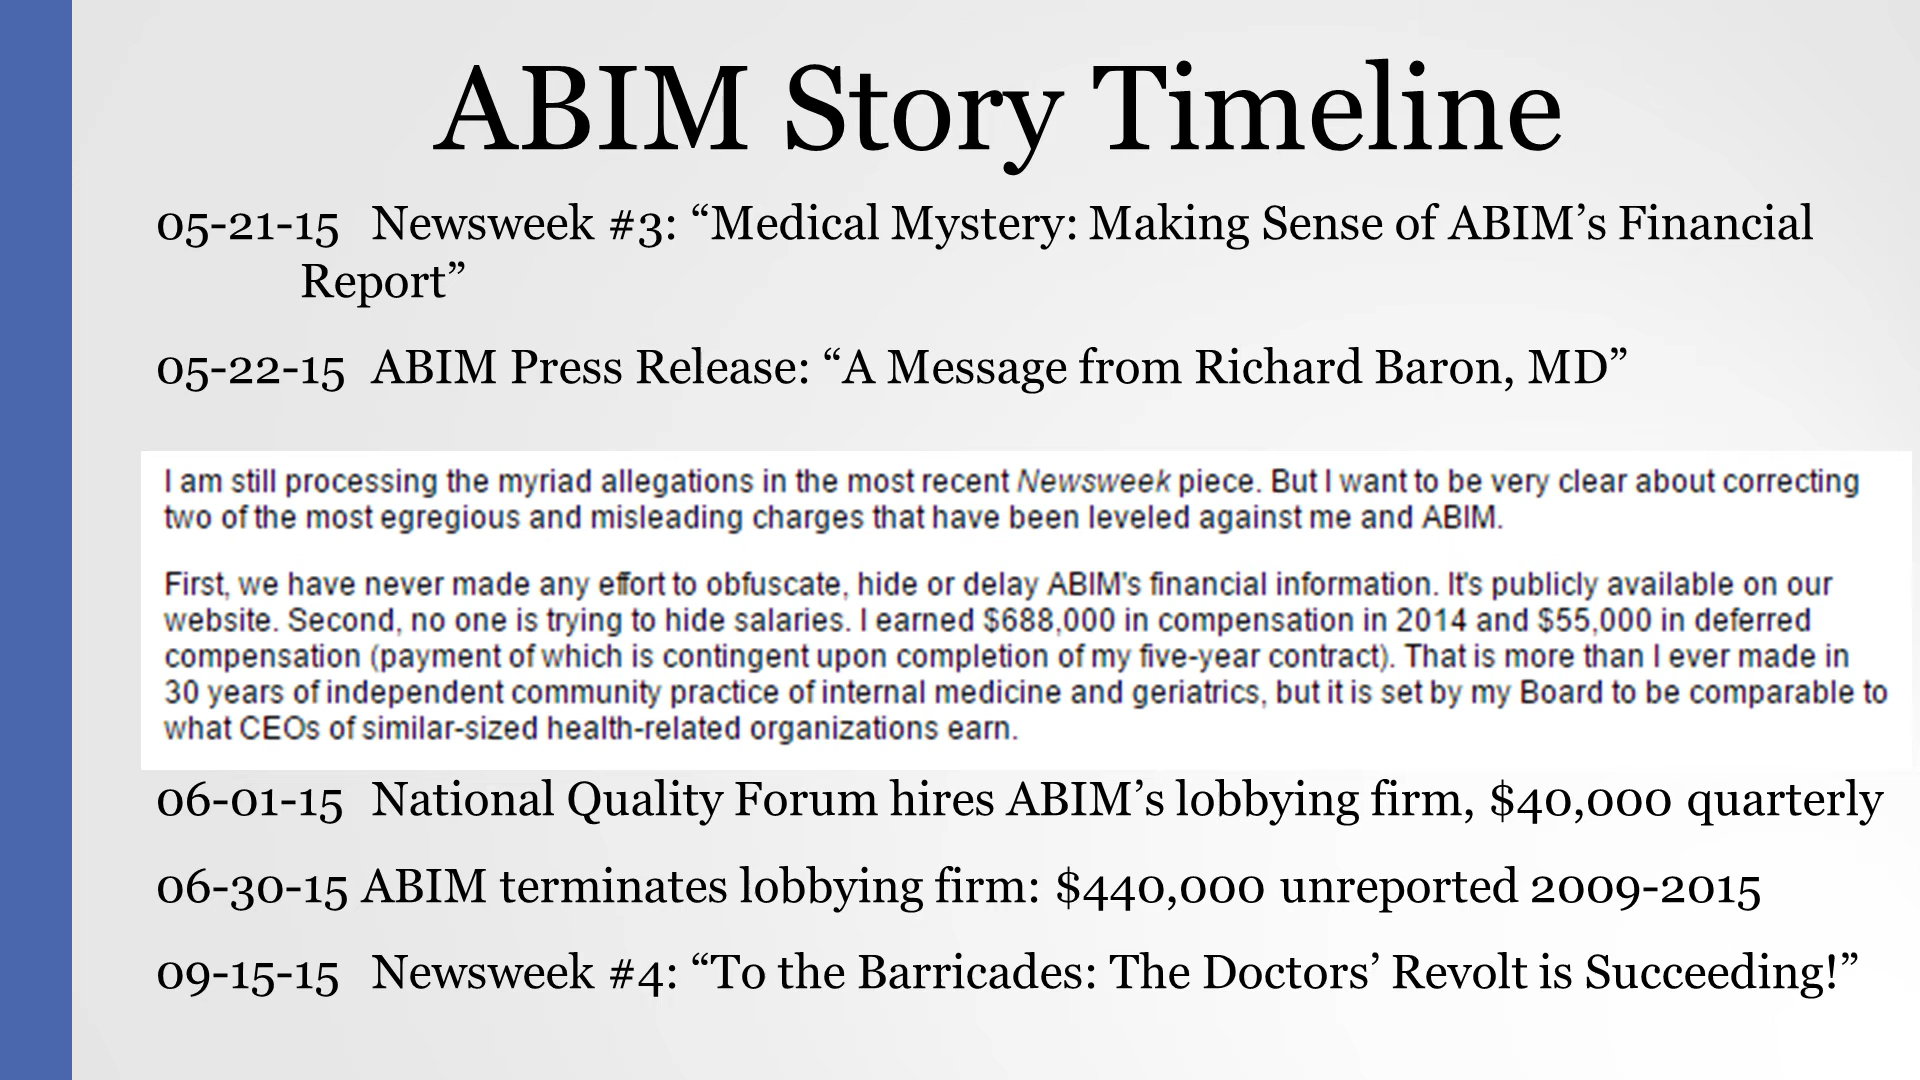 ABIM Story Timeline
05-21-15 Newsweek #3: “Medical Mystery: Making Sense of ABIM’s Financial
Report”
05-22-15 ABIM Press Release: “A Message from Richard Baron, MD”
I am still processing the myriad allegations in the most recent Newsweek piece. But I want to be very clear about correcting
two of the most egregious and misleading charges that have been leveled against me and ABIM.
First, we have never made any effort to obfuscate, hide or delay ABIM's financial information. It's publicly available on our
website. Second, no one is trying to hide salaries. I earned $688,000 in compensation in 2014 and $55,000 in deferred
compensation (payment of which is contingent upon completion of my five-year contract). That is more than I ever made in
30 years of independent community practice of internal medicine and geriatrics, but it is set by my Board to be comparable to
what CEOs of similar-sized health-related organizations earn.
06-01-15 National Quality Forum hires ABIM’s lobbying firm, $40,000 quarterly
06-30-15 ABIM terminates lobbying firm: $440,000 unreported 2009-2015
09-15-15 Newsweek #4: “To the Barricades: The Doctors’ Revolt is Succeeding!”